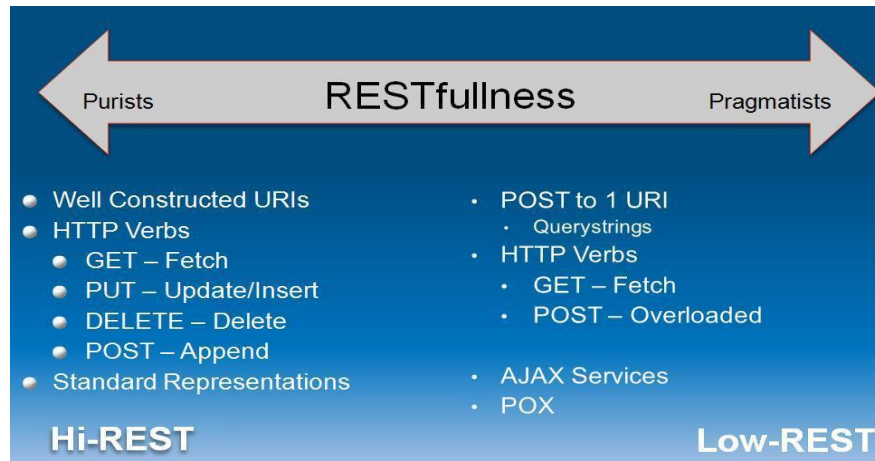 Purists RESTfullness Pragmatists
Well Constructed URIs
HTTP Verbs
GET – Fetch
PUT – Update/Insert
DELETE – Delete
POST – Append
Standard Representations
Hi-REST
POST to 1 URI
Querystrings
HTTP Verbs
GET – Fetch
POST – Overloaded
AJAX Services
POX
Low-REST